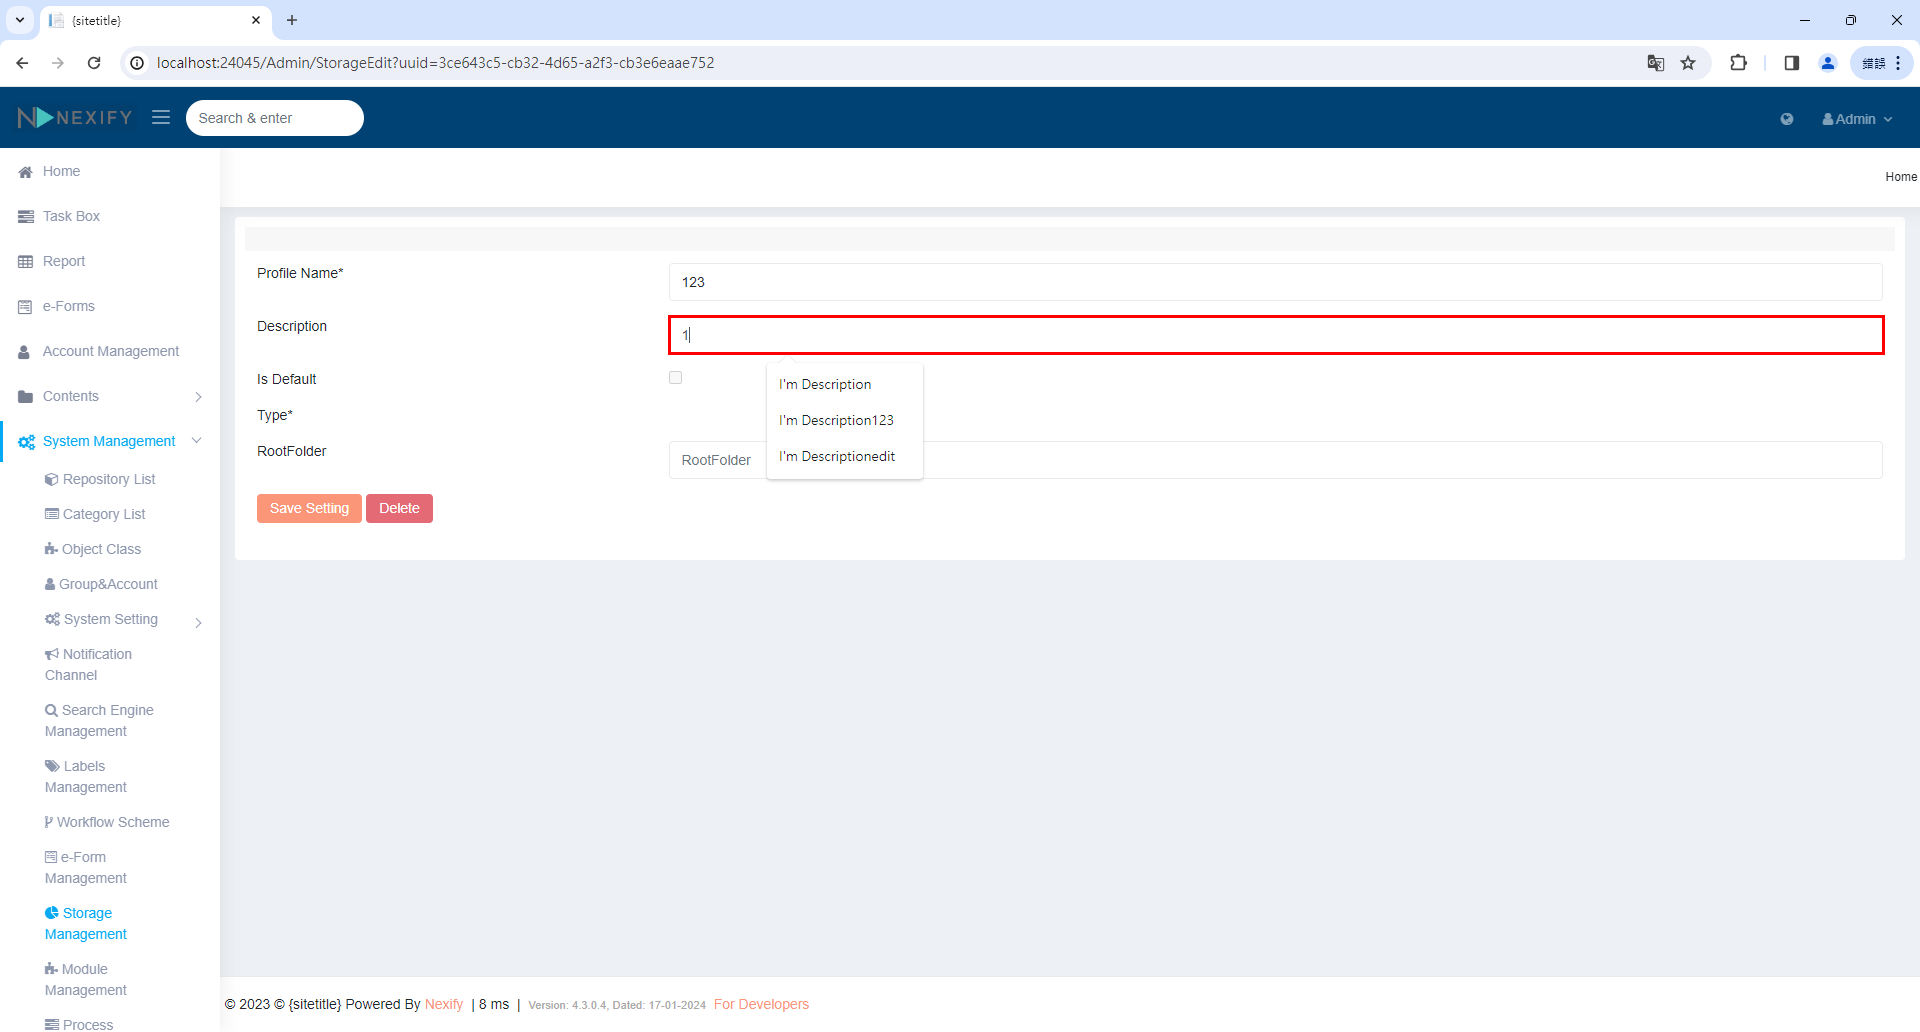 {sitetitle}
localhost:24045/Admin/StorageEdit?uuid=3ce643c5-cb32-4d65-a2f3-cb3e6eaae752
錯誤
NEXIFY
Search & enter
Admin
Home
Home
Task Box
Report
e-Forms
Account Management
Contents
System Management
Repository List
Category List
Object Class
Group&Account
System Setting
Notification
Channel
Search Engine
Management
Labels
Management
Workflow Scheme
e-Form
Management
Storage
Management
Module
Management
Process
Profile Name*
123
Description
1
I'm Description
I'm Description123
I'm Descriptionedit
Is Default
Type*
RootFolder
RootFolder
Save Setting
Delete
© 2023 © {sitetitle} Powered By Nexify | 8 ms | Version: 4.3.0.4, Dated: 17-01-2024 For Developers